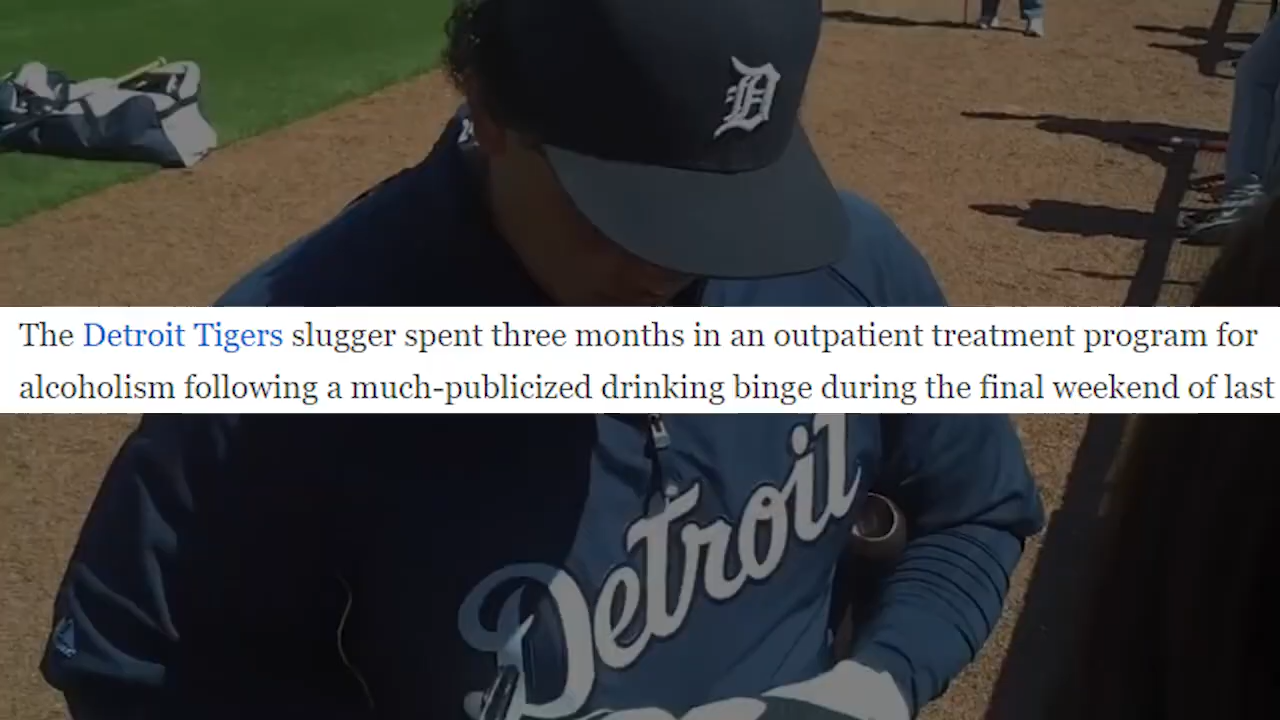 D
The Detroit Tigers slugger spent three months in an outpatient treatment program for
alcoholism following a much-publicized drinking binge during the final weekend of last
Detroit